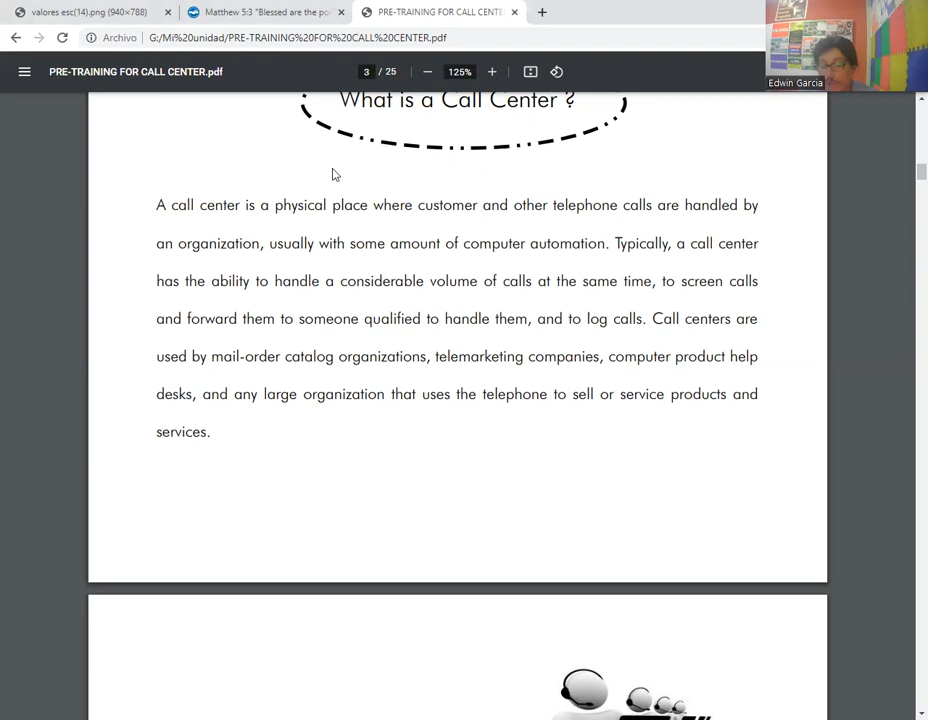 valores esc(14).png (940×788)
Matthew 5:3 "Blessed are the po
PRE-TRAINING FOR CALL CENTE
Archivo
G:/Mi%20unidad/PRE-TRAINING%20FOR%20CALL%20CENTER.pdf
PRE-TRAINING FOR CALL CENTER.pdf
3 / 25
125%
Edwin Garcia
What is a Call Center ?
A call center is a physical place where customer and other telephone calls are handled by
an organization, usually with some amount of computer automation. Typically, a call center
has the ability to handle a considerable volume of calls at the same time, to screen calls
and forward them to someone qualified to handle them, and to log calls. Call centers are
used by mail-order catalog organizations, telemarketing companies, computer product help
desks, and any large organization that uses the telephone to sell or service products and
services.